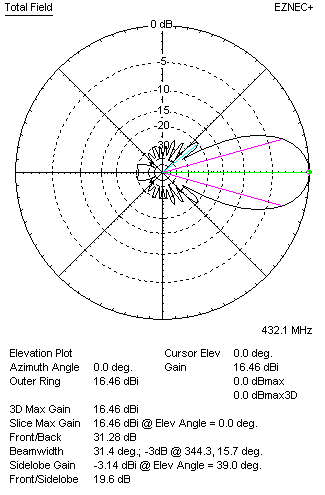 Total Field EZNEC+
0 dB
-5
-10
-15
-20
-30
432.1 MHz
Elevation Plot Cursor Elev 0.0 deg.
Azimuth Angle 0.0 deg. Gain 16.46 dBi
Outer Ring 16.46 dBi 0.0 dBmax
0.0 dBmax3D
3D Max Gain 16.46 dBi
Slice Max Gain 16.46 dBi @ Elev Angle = 0.0 deg.
Front/Back 31.28 dB
Beamwidth 31.4 deg.; -3dB @ 344.3, 15.7 deg.
Sidelobe Gain -3.14 dBi @ Elev Angle = 39.0 deg.
Front/Sidelobe 19.6 dB